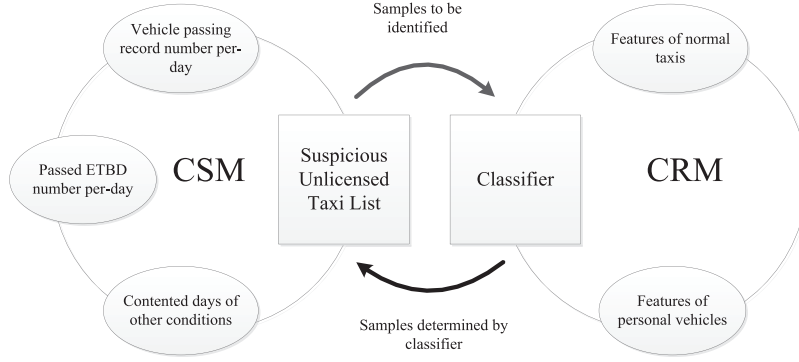 Samples to be
identified
Vehicle passing
record number per-
day
Passed ETBD
number per-day
Contented days of
other conditions
CSM
Suspicious
Unlicensed
Taxi List
Classifier
CRM
Features of normal
taxis
Features of
personal vehicles
Samples determined by
classifier